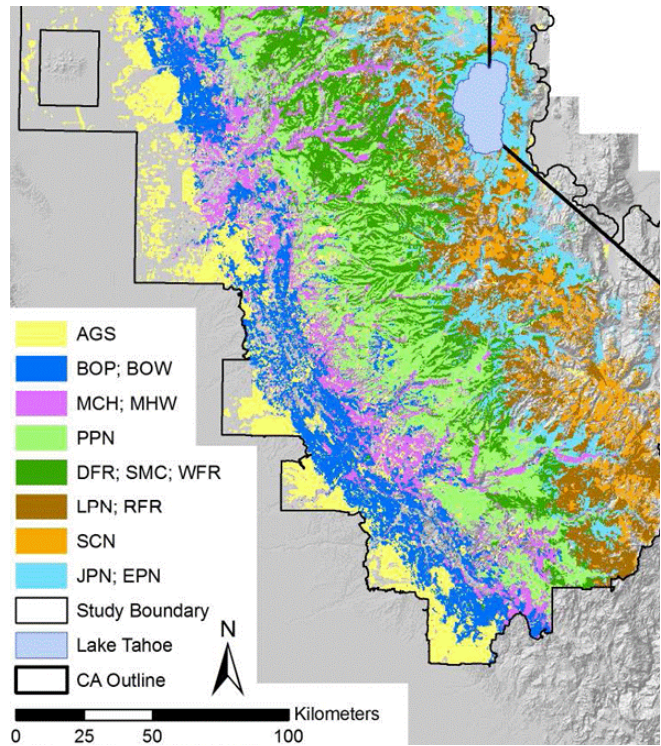 AGS
BOP; BOW
MCH; MHW
PPN
DFR; SMC; WFR
LPN; RFR
SCN
JPN; EPN
Study Boundary
Lake Tahoe
CA Outline
N
Kilometers
0 25 50 100